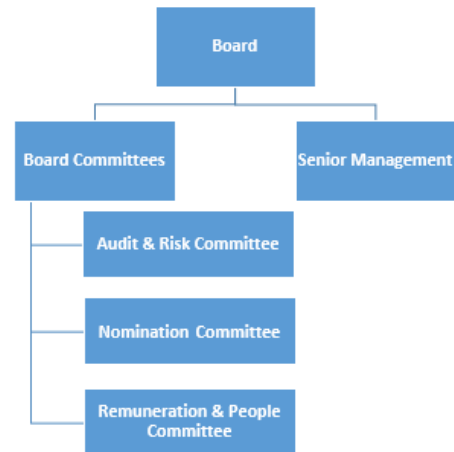 Board
Board Committees
Senior Management
Audit & Risk Committee
Nomination Committee
Remuneration & People
Committee